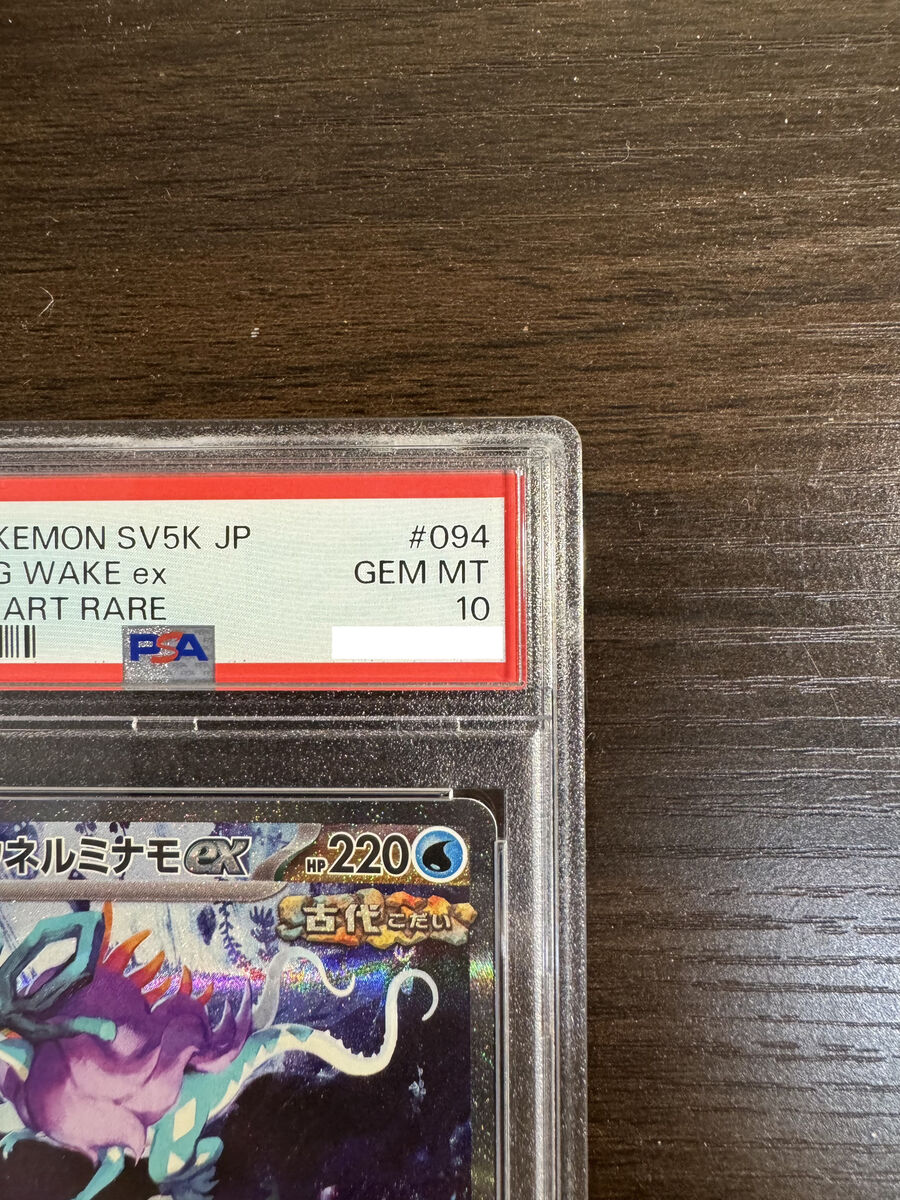 KEMON SV5K JP #094
G WAKE ex GEM MT
ART RARE 10
PSA
ネルミナモex HP220
古代 こだい